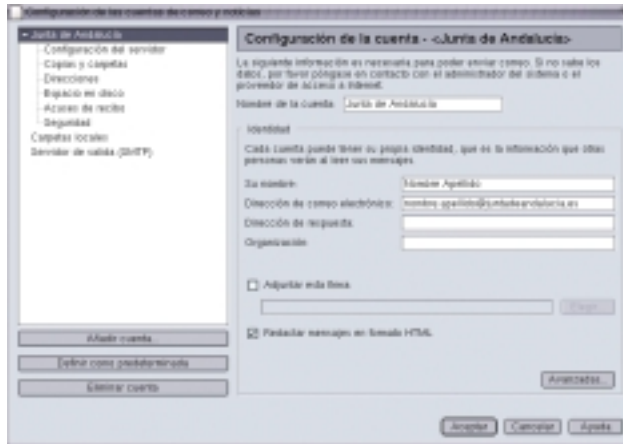 Configuración de las cuentas de correo y noticias
Junta de Andalucía
Configuración del servidor
Copias y carpetas
Direcciones
Espacio en disco
Acuses de recibo
Seguridad
Carpetas locales
Servidor de salida (SMTP)
Añadir cuenta...
Definir como predeterminada
Eliminar cuenta
Configuración de la cuenta - <Junta de Andalucía>
La siguiente información es necesaria para poder enviar correo. Si no sabe los
datos, por favor póngase en contacto con el administrador del sistema o el
proveedor de acceso a Internet.
Nombre de la cuenta: Junta de Andalucía
Identidad
Cada cuenta puede tener su propia identidad, que es la información que otras
personas verán al leer sus mensajes.
Su nombre: Nombre Apellido
Dirección de correo electrónico: nombre.apellido@juntadeandalucia.es
Dirección de respuesta:
Organización:
Adjuntar esta firma:
Elegir...
Redactar mensajes en formato HTML
Avanzadas...
Aceptar Cancelar Ayuda